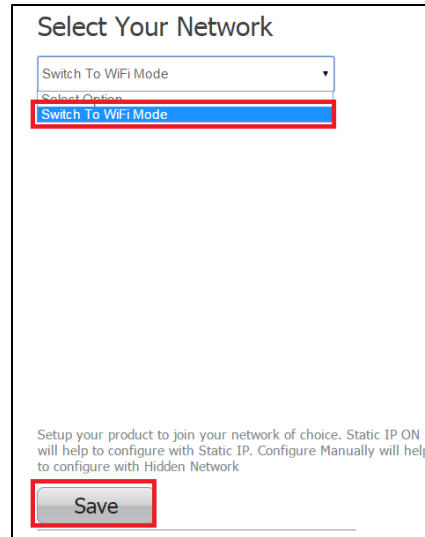 Select Your Network
Switch To WiFi Mode
Select Option
Switch To WiFi Mode
Setup your product to join your network of choice. Static IP ON
will help to configure with Static IP. Configure Manually will help
to configure with Hidden Network
Save